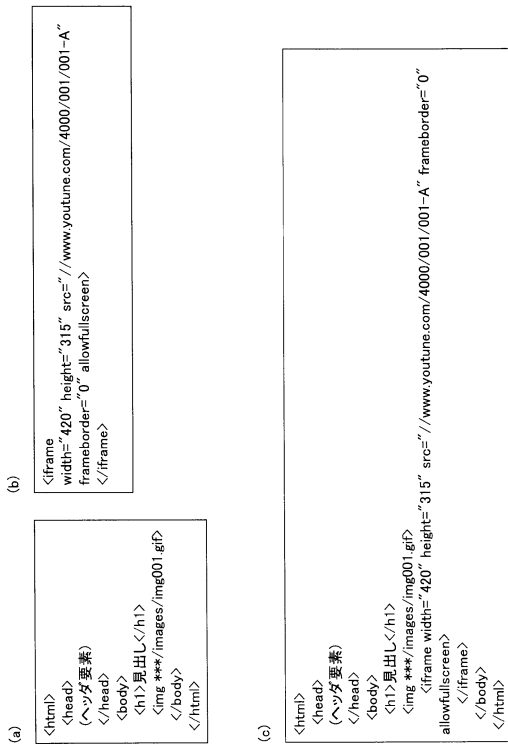 (a)
<html>
<head>
(ヘッダ要素)
</head>
<body>
<h1>見出し</h1>
<img ***/images/img001.gif>
</body>
</html>
(b)
<iframe
width="420" height="315" src="//www.youtune.com/4000/001/001-A"
frameborder="0" allowfullscreen>
</iframe>
(c)
<html>
<head>
(ヘッダ要素)
</head>
<body>
<h1>見出し</h1>
<img ***/images/img001.gif>
<iframe width="420" height="315" src="//www.youtune.com/4000/001/001-A" frameborder="0"
allowfullscreen>
</iframe>
</body>
</html>